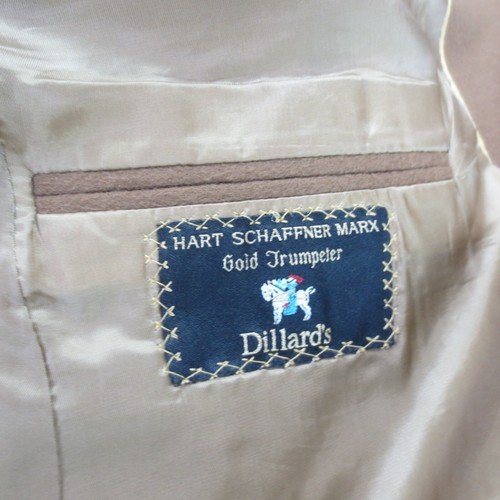 HART SCHAFFNER MARX
Gold Trumpeter
Dillard's